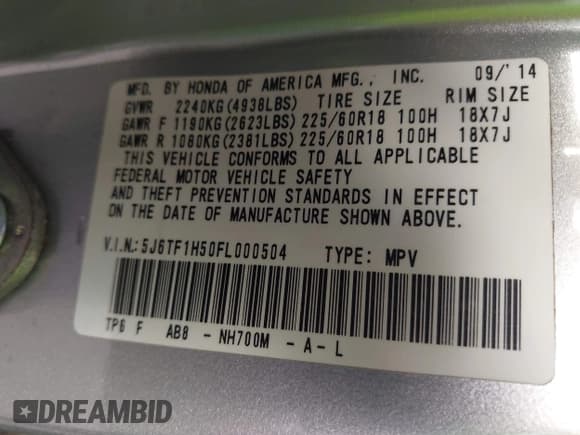 MFD. BY HONDA OF AMERICA MFG., INC. 09/'14
GVWR 2240KG(4938LBS) TIRE SIZE RIM SIZE
GAWR F 1190KG(2623LBS) 225/60R18 100H 18X7J
GAWR R 1080KG(2381LBS) 225/60R18 100H 18X7J
THIS VEHICLE CONFORMS TO ALL APPLICABLE
FEDERAL MOTOR VEHICLE SAFETY
AND THEFT PREVENTION STANDARDS IN EFFECT
ON THE DATE OF MANUFACTURE SHOWN ABOVE.
V.I.N.:5J6TF1H50FL000504 TYPE: MPV
TP6 F AB8 - NH700M - A - L
DREAMBID